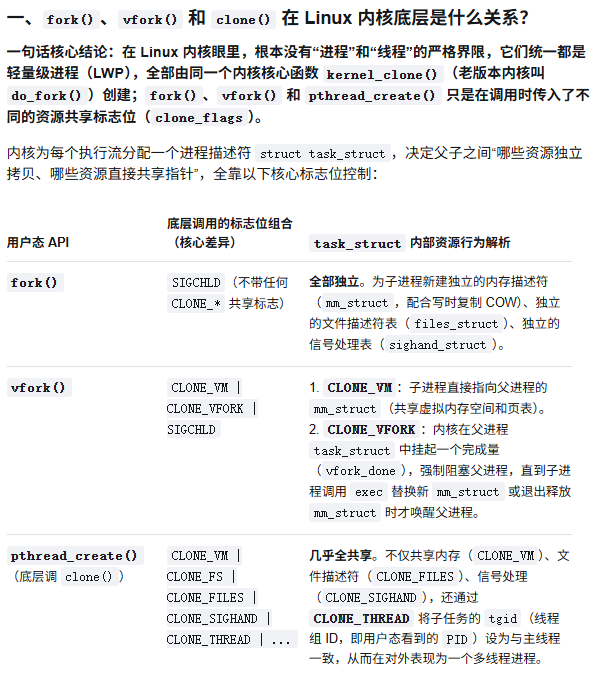 一、fork()、vfork() 和 clone() 在 Linux 内核底层是什么关系？
一句话核心结论：在 Linux 内核眼里，根本没有“进程”和“线程”的严格界限，它们统一都是
轻量级进程（LWP），全部由同一个内核核心函数 kernel_clone()（老版本内核叫
do_fork()）创建；fork()、vfork() 和 pthread_create() 只是在调用时传入了不
同的资源共享标志位（clone_flags）。
内核为每个执行流分配一个进程描述符 struct task_struct，决定父子之间“哪些资源独立
拷贝、哪些资源直接共享指针”，全靠以下核心标志位控制：
用户态 API
底层调用的标志位组合
（核心差异）
task_struct 内部资源行为解析
fork()
SIGCHLD（不带任何
CLONE_* 共享标志）
全部独立。为子进程新建独立的内存描述符
（mm_struct，配合写时复制 COW）、独立
的文件描述符表（files_struct）、独立的
信号处理表（sighand_struct）。
vfork()
CLONE_VM |
CLONE_VFORK |
SIGCHLD
1. CLONE_VM：子进程直接指向父进程的
mm_struct（共享虚拟内存空间和页表）。
2. CLONE_VFORK：内核在父进程
task_struct 中挂起一个完成量
（vfork_done），强制阻塞父进程，直到子进
程调用 exec 替换新 mm_struct 或退出释放
mm_struct 时才唤醒父进程。
pthread_create()
（底层调 clone()）
CLONE_VM |
CLONE_FS |
CLONE_FILES |
CLONE_SIGHAND |
CLONE_THREAD | ...
几乎全共享。不仅共享内存（CLONE_VM）、文
件描述符（CLONE_FILES）、信号处理
（CLONE_SIGHAND），还通过
CLONE_THREAD 将子任务的 tgid（线程
组 ID，即用户态看到的 PID）设为与主线程
一致，从而在对外表现为一个多线程进程。